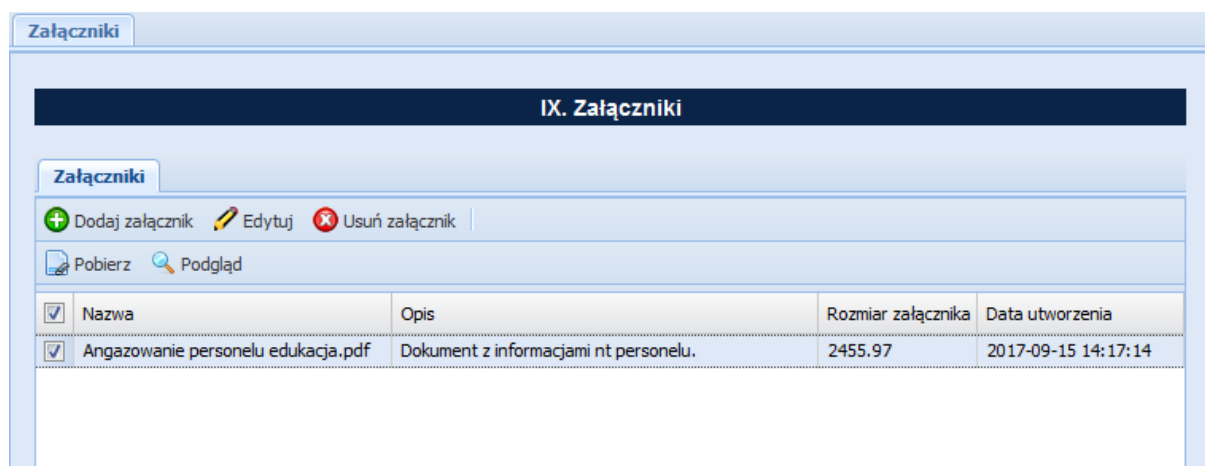 Załączniki
IX. Załączniki
Załączniki
Dodaj załącznik Edytuj Usuń załącznik
Pobierz Podgląd
Nazwa Opis Rozmiar załącznika Data utworzenia
Angazowanie personelu edukacja.pdf Dokument z informacjami nt personelu. 2455.97 2017-09-15 14:17:14